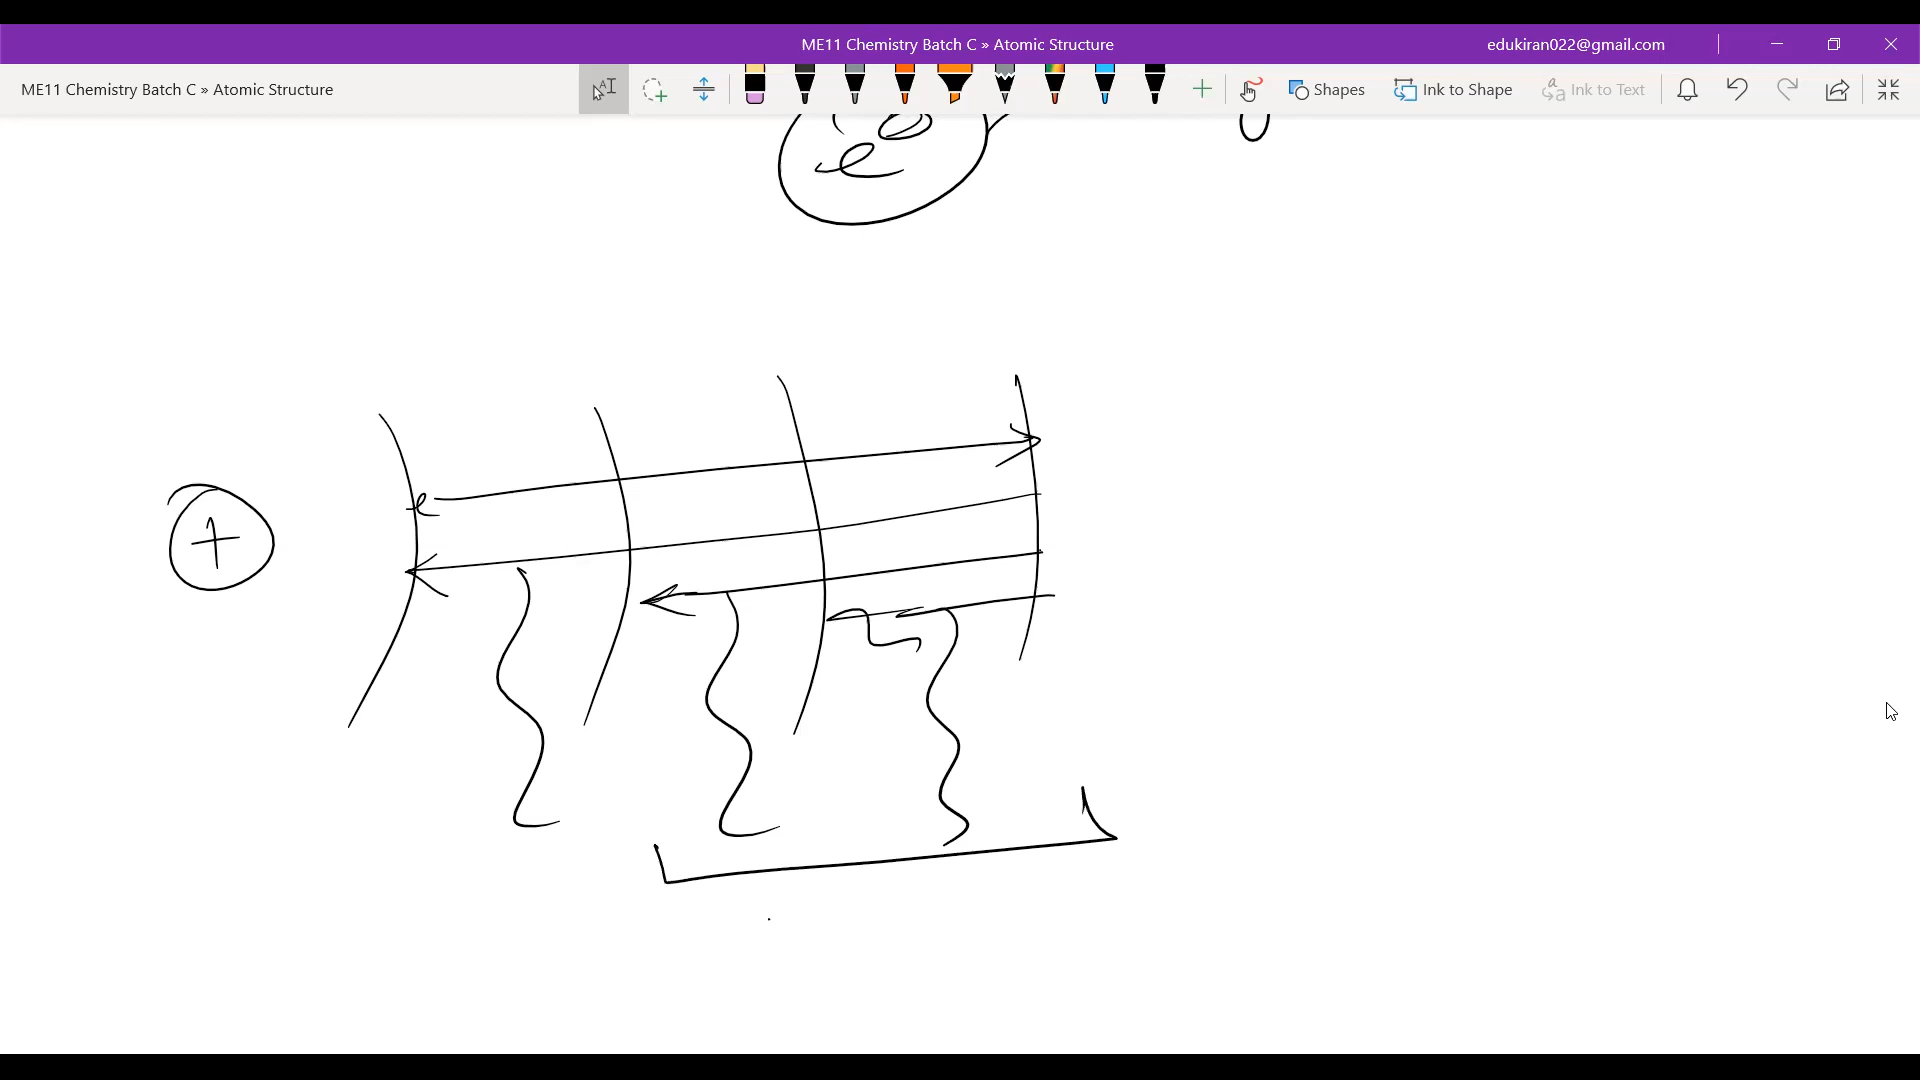 ME11 Chemistry Batch C » Atomic Structure
edukiran022@gmail.com
ME11 Chemistry Batch C » Atomic Structure
Shapes
Ink to Shape
Ink to Text
e
+
e